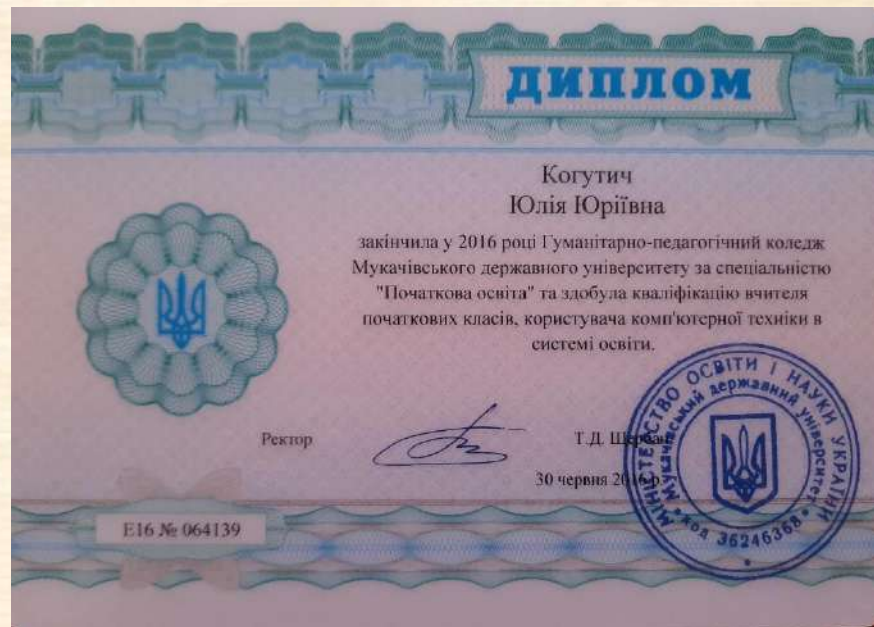 ДИПЛОМ
Когутич
Юлія Юріївна
закінчила у 2016 році Гуманітарно-педагогічний коледж
Мукачівського державного університету за спеціальністю
"Початкова освіта" та здобула кваліфікацію вчителя
початкових класів, користувача комп'ютерної техніки в
системі освіти.
Ректор
Т.Д. Щербан
30 червня 2016 р.
Е16 № 064139
МІНІСТЕРСТВО ОСВІТИ І НАУКИ УКРАЇНИ
Мукачівський державний університет
код 36246368